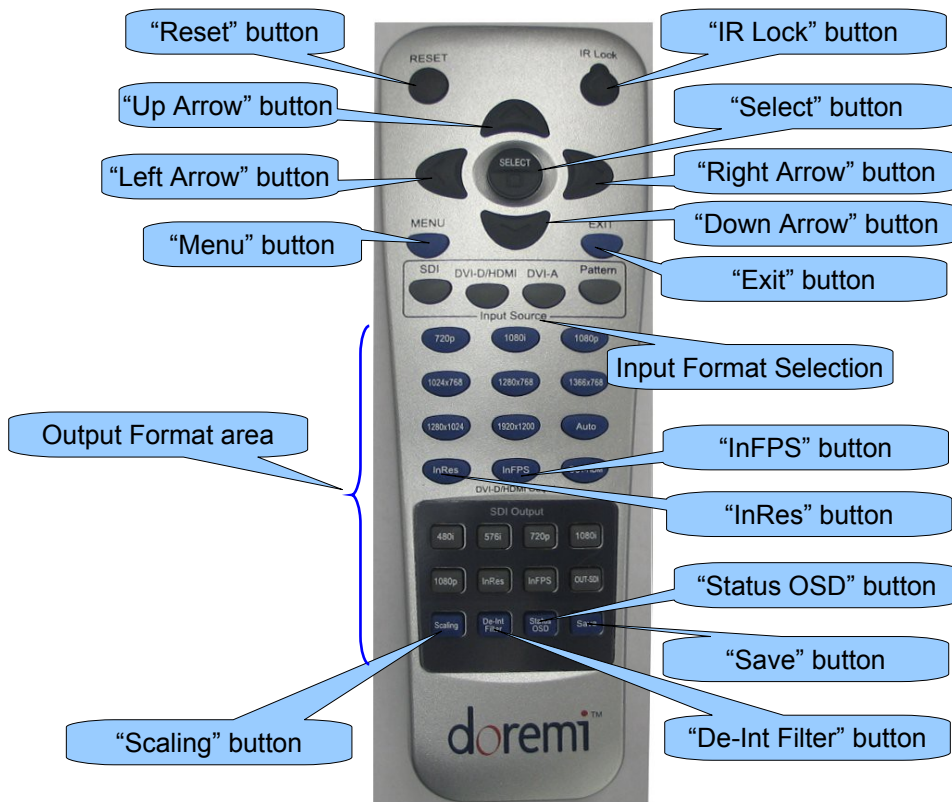 “Reset” button
“IR Lock” button
RESET
IR Lock
“Up Arrow” button
“Select” button
SELECT
“Left Arrow” button
“Right Arrow” button
“Down Arrow” button
MENU
EXIT
“Menu” button
“Exit” button
SDI DVI-D/HDMI DVI-A Pattern
Input Source
720p 1080i 1080p
Input Format Selection
1024x768 1280x768 1366x768
Output Format area
1280x1024 1920x1200 Auto
“InFPS” button
InRes InFPS
DVI-D/HDMI
“InRes” button
SDI Output
480i 576i 720p 1080i
1080p InRes InFPS OUT-SDI
“Status OSD” button
Scaling De-Int Filter Status OSD Save
“Save” button
“Scaling” button
doremi™
“De-Int Filter” button